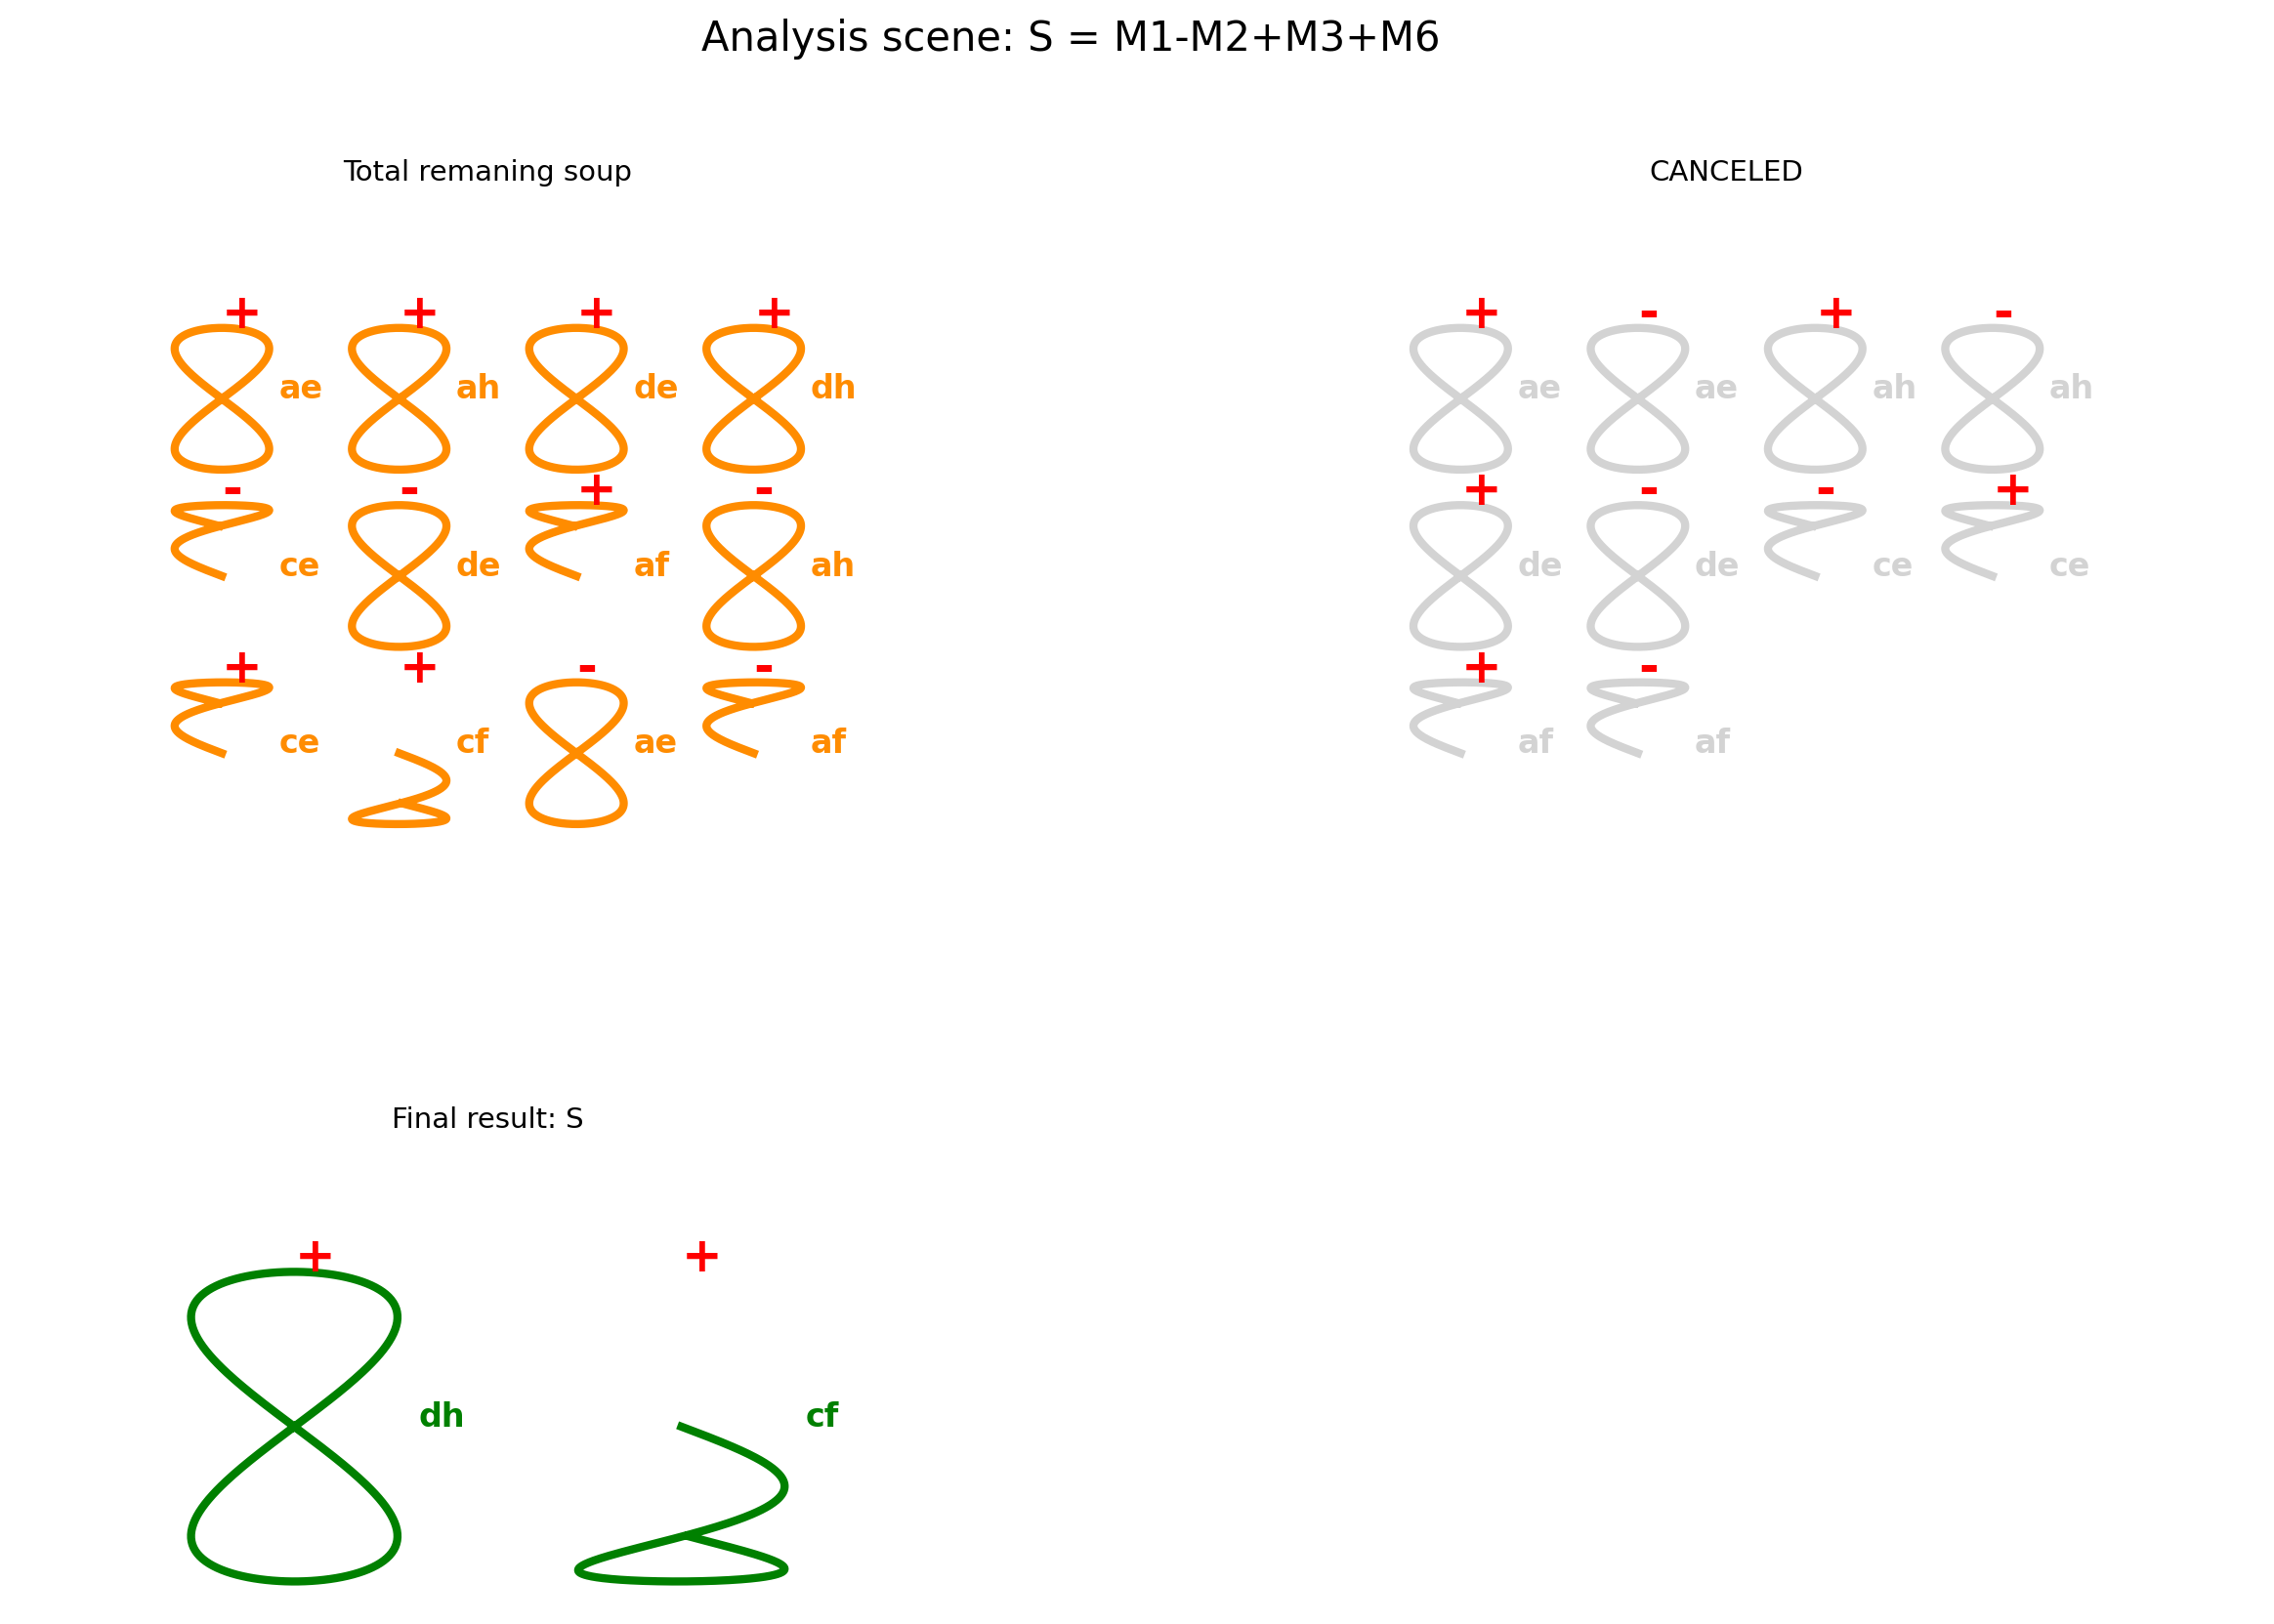 Analysis scene: S = M1-M2+M3+M6
Total remaning soup
+ + + +
ae ah de dh
- - + -
ce de af ah
+ + - -
ce cf ae af
CANCELED
+ - + -
ae ae ah ah
+ - - +
de de ce ce
+ -
af af
Final result: S
+ +
dh cf